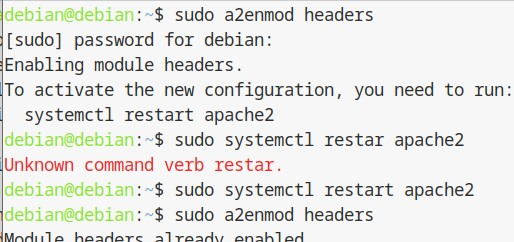 debian@debian:~$ sudo a2enmod headers
[sudo] password for debian:
Enabling module headers.
To activate the new configuration, you need to run:
  systemctl restart apache2
debian@debian:~$ sudo systemctl restar apache2
Unknown command verb restar.
debian@debian:~$ sudo systemctl restart apache2
debian@debian:~$ sudo a2enmod headers
Module headers already enabled